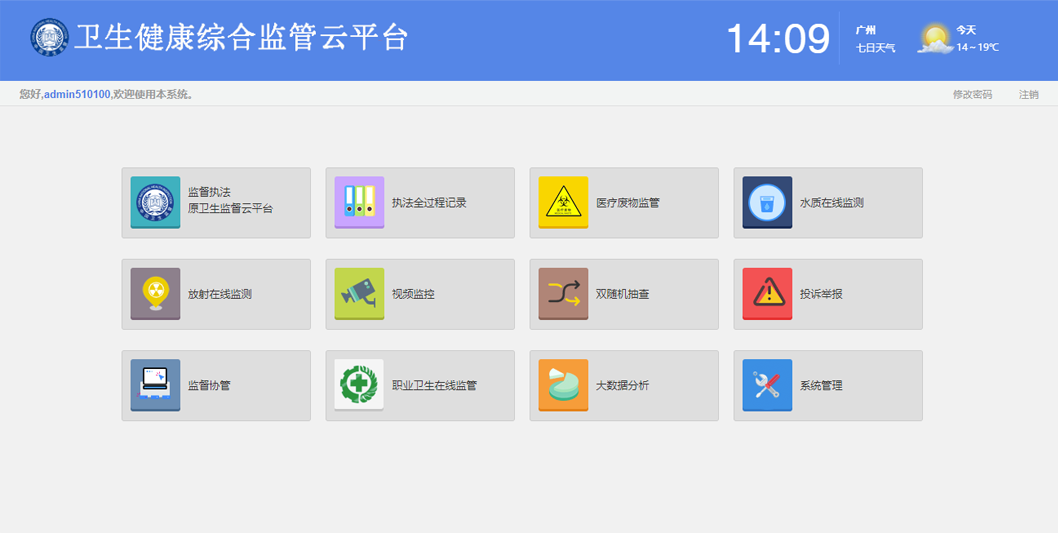 卫生健康综合监管云平台
14:09
广州
七日天气
今天
14~19℃
您好,admin510100,欢迎使用本系统。
修改密码
注销
监督执法
原卫生监督云平台
执法全过程记录
医疗废物监管
水质在线监测
放射在线监测
视频监控
双随机抽查
投诉举报
监督协管
职业卫生在线监管
大数据分析
系统管理